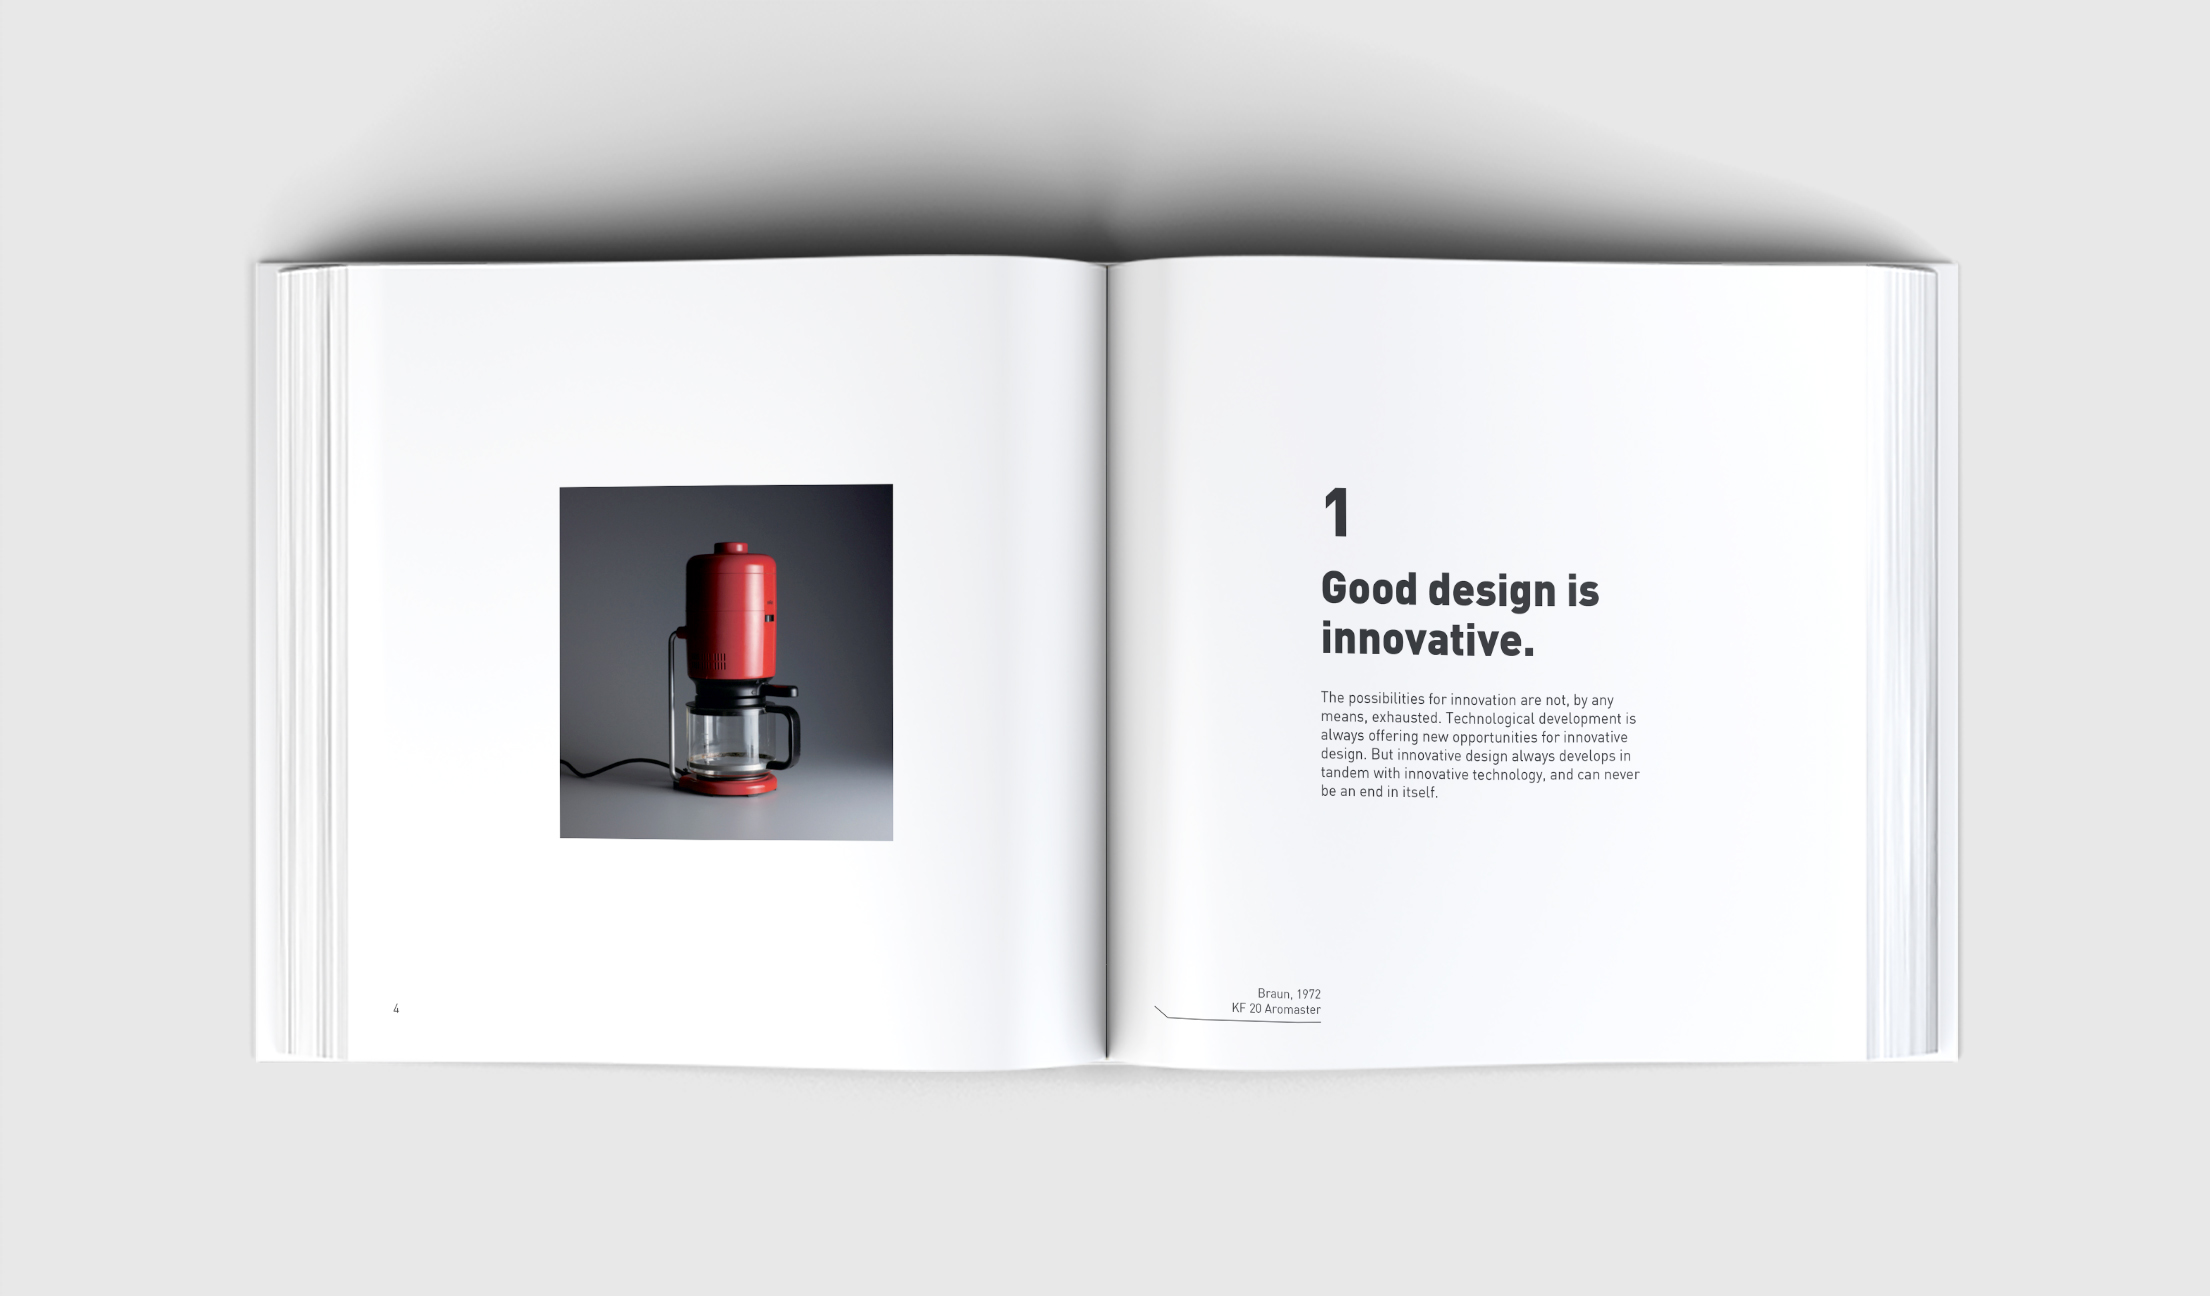 1
Good design is
innovative.
The possibilities for innovation are not, by any
means, exhausted. Technological development is
always offering new opportunities for innovative
design. But innovative design always develops in
tandem with innovative technology, and can never
be an end in itself.
4
Braun, 1972
KF 20 Aromaster